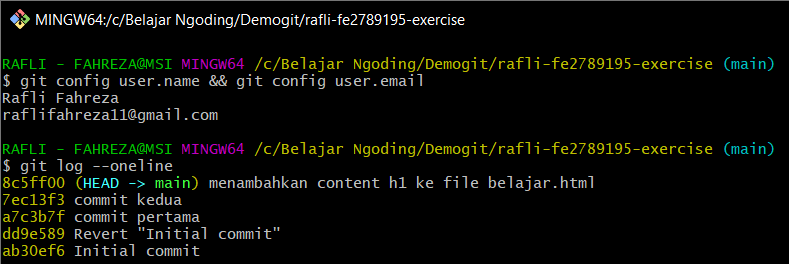 MINGW64:/c/Belajar Ngoding/Demogit/rafli-fe2789195-exercise
RAFLI - FAHREZA@MSI MINGW64 /c/Belajar Ngoding/Demogit/rafli-fe2789195-exercise (main)
$ git config user.name && git config user.email
Rafli Fahreza
raflifahreza11@gmail.com
RAFLI - FAHREZA@MSI MINGW64 /c/Belajar Ngoding/Demogit/rafli-fe2789195-exercise (main)
$ git log --oneline
8c5ff00 (HEAD -> main) menambahkan content h1 ke file belajar.html
7ec13f3 commit kedua
a7c3b7f commit pertama
dd9e589 Revert "Initial commit"
ab30ef6 Initial commit